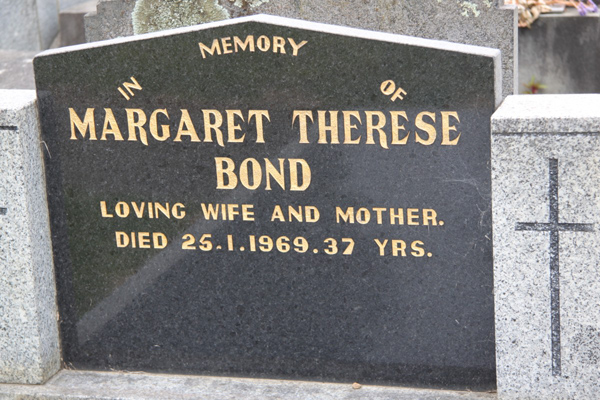 IN MEMORY OF
MARGARET THERESE
BOND
LOVING WIFE AND MOTHER.
DIED 25.1.1969.37 YRS.